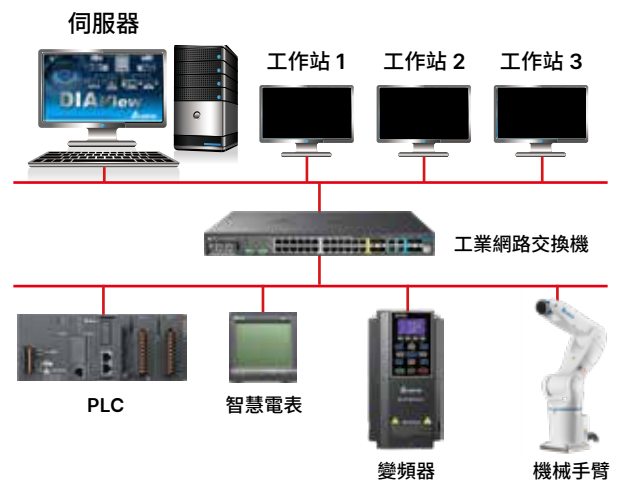 伺服器
工作站 1
工作站 2
工作站 3
DIAView
工業網路交換機
PLC
智慧電表
變頻器
機械手臂